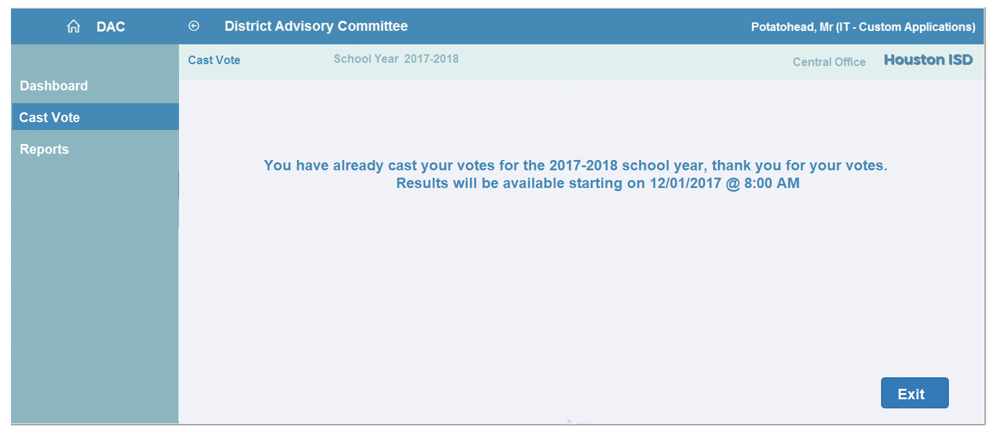 DAC
District Advisory Committee
Potatohead, Mr (IT - Custom Applications)
Cast Vote
School Year 2017-2018
Central Office
Houston ISD
Dashboard
Cast Vote
Reports
You have already cast your votes for the 2017-2018 school year, thank you for your votes.
Results will be available starting on 12/01/2017 @ 8:00 AM
Exit